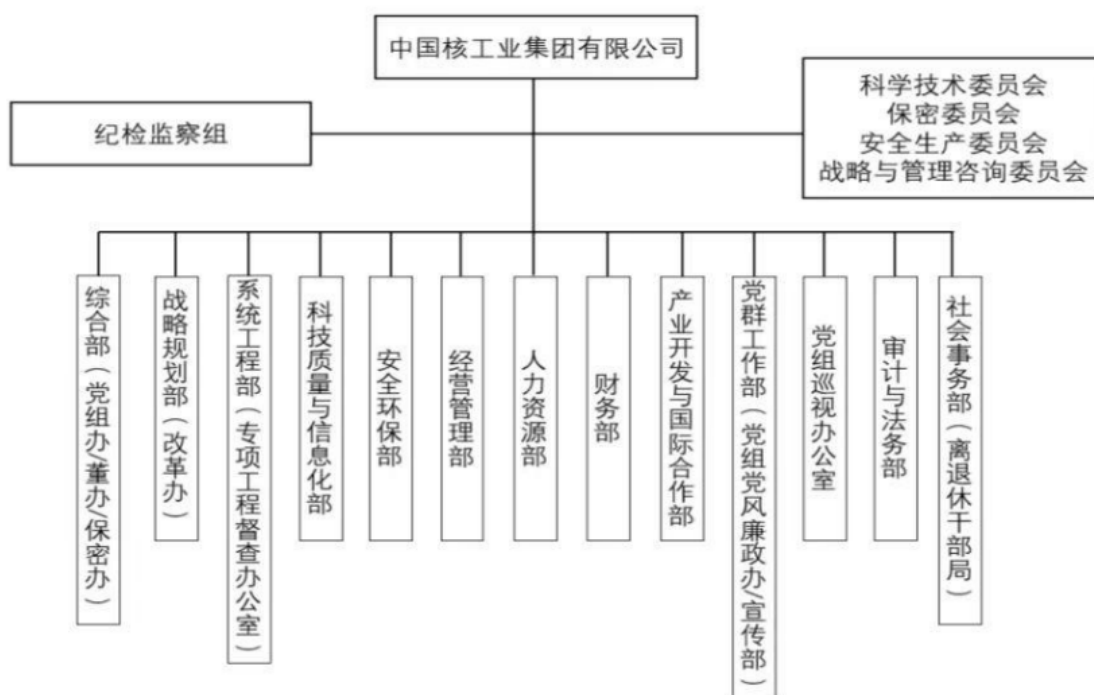 中国核工业集团有限公司
科学技术委员会
保密委员会
安全生产委员会
战略与管理咨询委员会
纪检监察组
综合部(党组办/董办/保密办)
战略规划部(改革办)
系统工程部(专项工程督查办公室)
科技质量与信息化部
安全环保部
经营管理部
人力资源部
财务部
产业开发与国际合作部
党群工作部(党组党风廉政办/宣传部)
党组巡视办公室
审计与法务部
社会事务部(离退休干部局)